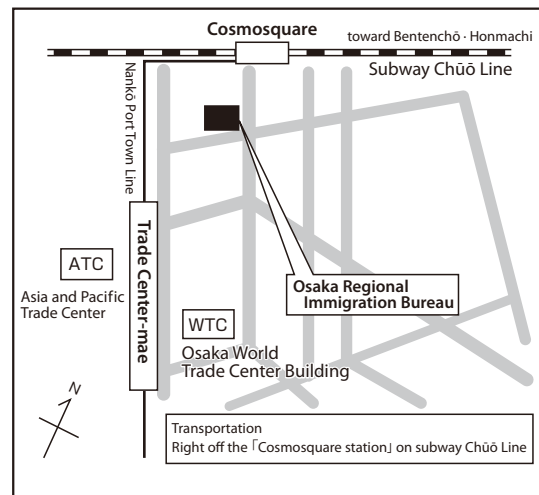 Cosmosquare
toward Bentenchō · Honmachi
Subway Chūō Line
Nankō Port Town Line
Trade Center-mae
ATC
Asia and Pacific
Trade Center
Osaka Regional
Immigration Bureau
WTC
Osaka World
Trade Center Building
N
Transportation
Right off the「Cosmosquare station」on subway Chūō Line